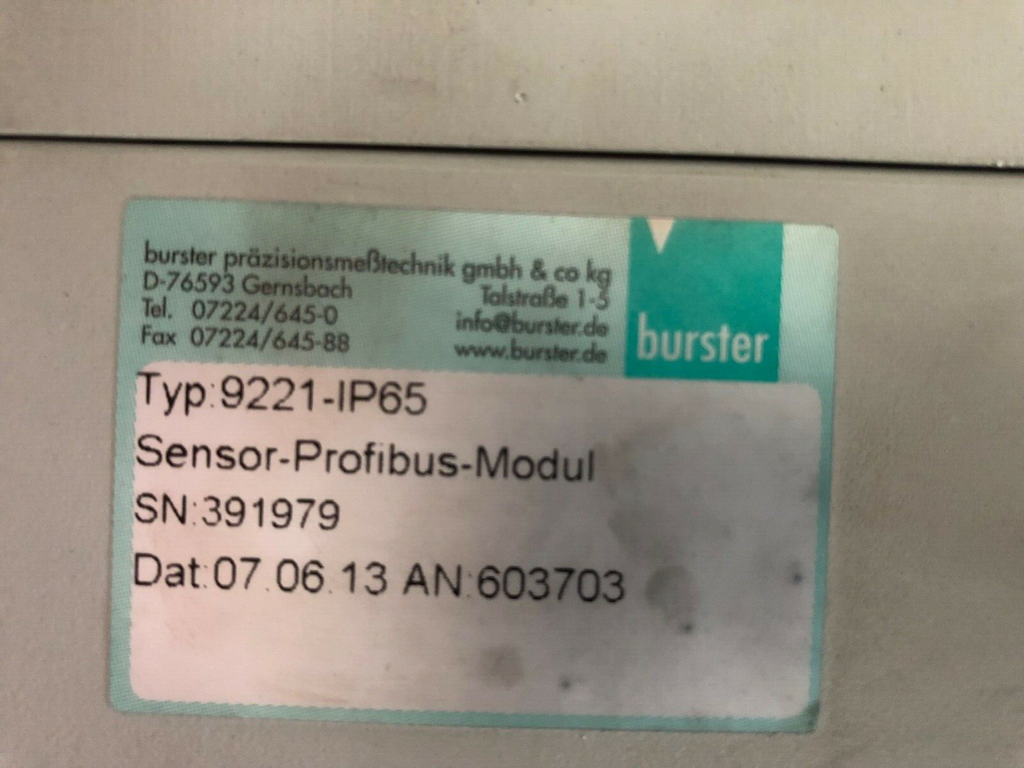 burster präzisionsmeßtechnik gmbh & co kg
D-76593 Gernsbach Talstraße 1-5
Tel. 07224/645-0 info@burster.de
Fax 07224/645-88 www.burster.de
burster
Typ:9221-IP65
Sensor-Profibus-Modul
SN:391979
Dat:07.06.13 AN:603703